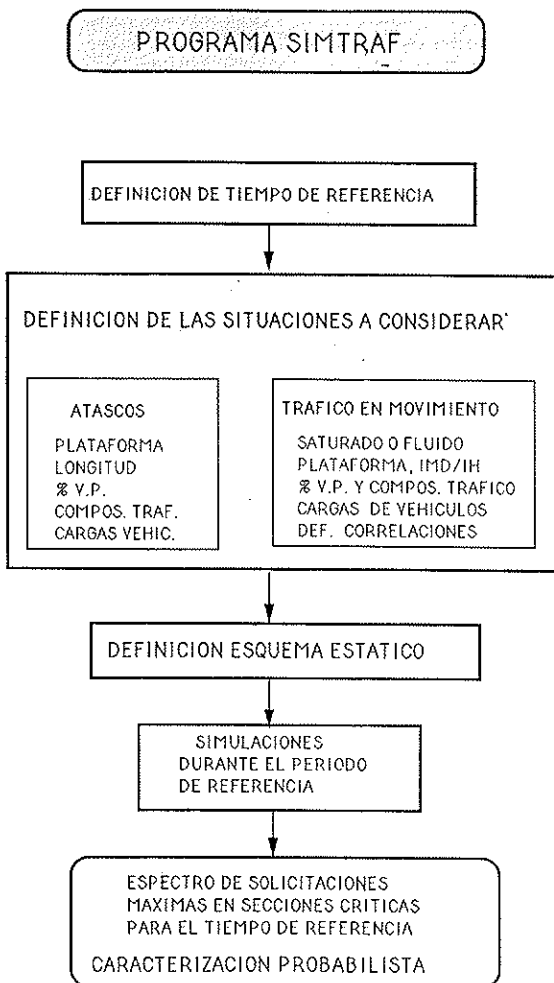 PROGRAMA SIMTRAF
DEFINICION DE TIEMPO DE REFERENCIA
DEFINICION DE LAS SITUACIONES A CONSIDERAR
ATASCOS
PLATAFORMA
LONGITUD
% V.P.
COMPOS. TRAF.
CARGAS VEHIC.
TRAFICO EN MOVIMIENTO
SATURADO O FLUIDO
PLATAFORMA, IMD/IH
% V.P. Y COMPOS. TRAFICO
CARGAS DE VEHICULOS
DEF. CORRELACIONES
DEFINICION ESQUEMA ESTATICO
SIMULACIONES
DURANTE EL PERIODO
DE REFERENCIA
ESPECTRO DE SOLICITACIONES
MAXIMAS EN SECCIONES CRITICAS
PARA EL TIEMPO DE REFERENCIA
CARACTERIZACION PROBABILISTA